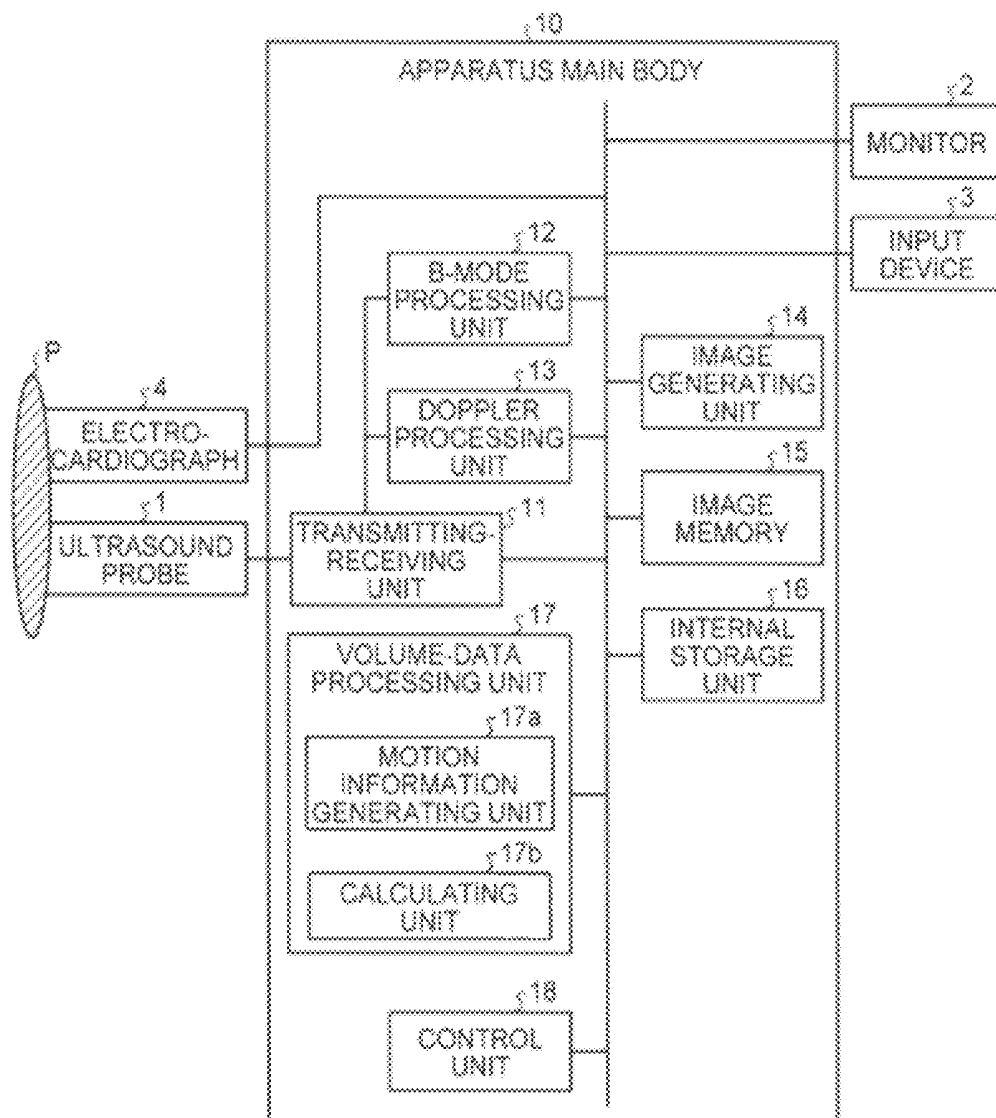 10
APPARATUS MAIN BODY
2
MONITOR
3
INPUT
DEVICE
12
B-MODE
PROCESSING
UNIT
14
IMAGE
GENERATING
UNIT
P
4
ELECTRO-
CARDIOGRAPH
13
DOPPLER
PROCESSING
UNIT
15
IMAGE
MEMORY
1
ULTRASOUND
PROBE
11
TRANSMITTING-
RECEIVING
UNIT
16
INTERNAL
STORAGE
UNIT
17
VOLUME-DATA
PROCESSING UNIT
17a
MOTION
INFORMATION
GENERATING UNIT
17b
CALCULATING
UNIT
18
CONTROL
UNIT